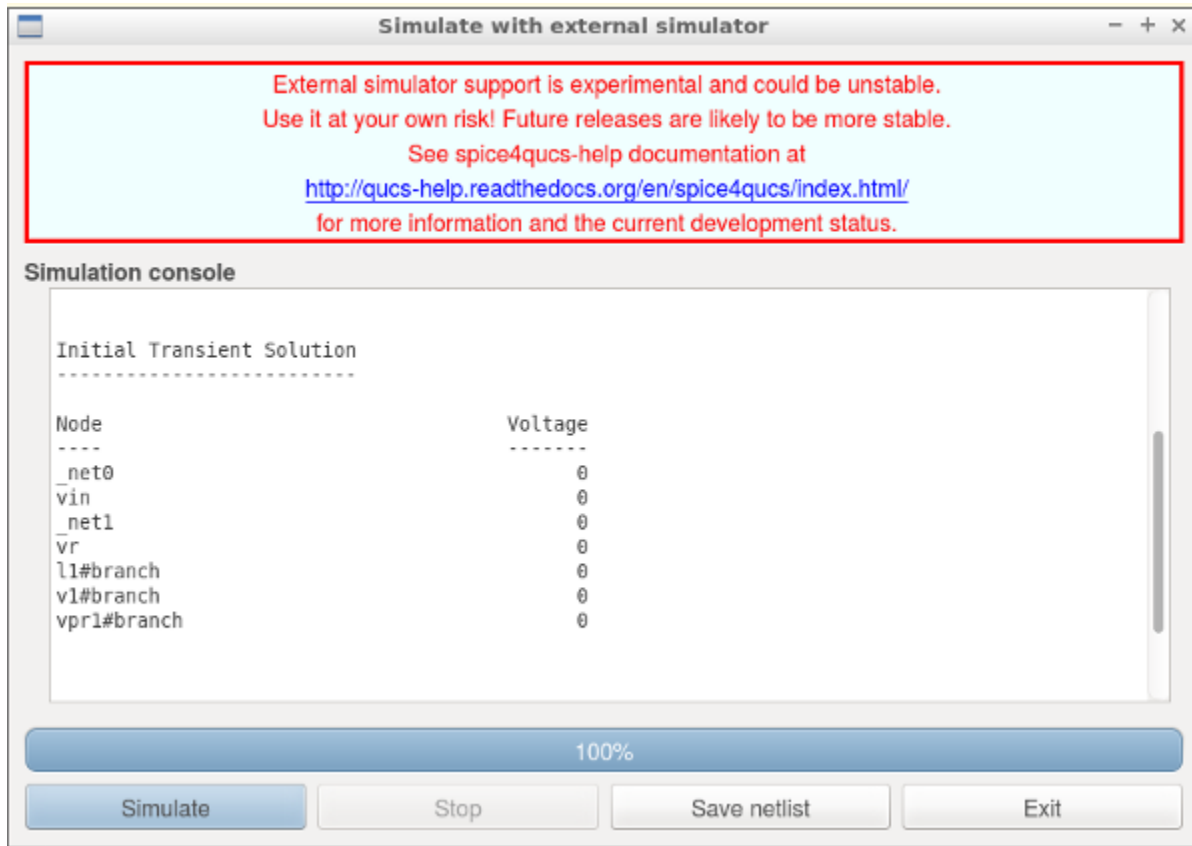 Simulate with external simulator
External simulator support is experimental and could be unstable.
Use it at your own risk! Future releases are likely to be more stable.
See spice4qucs-help documentation at
http://qucs-help.readthedocs.org/en/spice4qucs/index.html/
for more information and the current development status.
Simulation console
Initial Transient Solution
--------------------------
Node Voltage
---- -------
_net0 0
vin 0
_net1 0
vr 0
l1#branch 0
v1#branch 0
vpr1#branch 0
100%
Simulate Stop Save netlist Exit